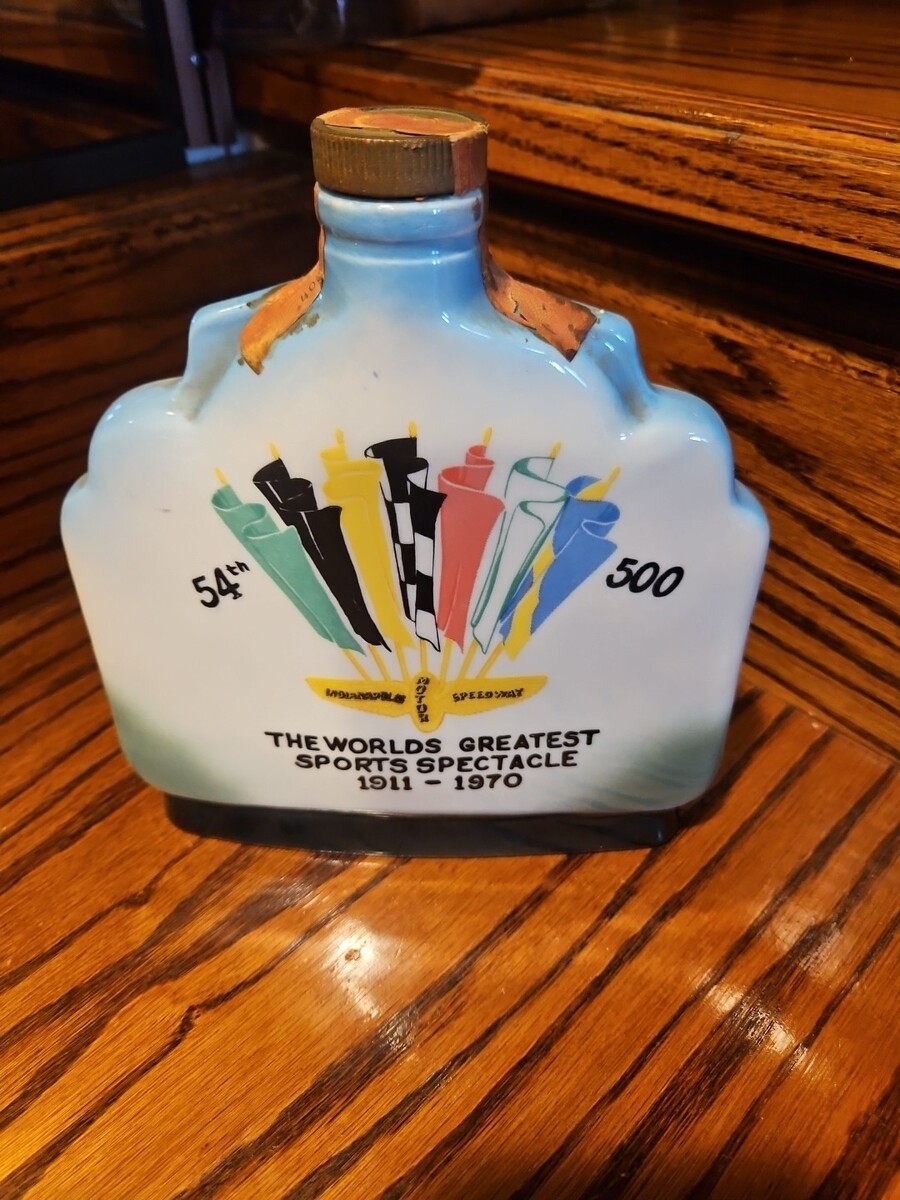 54th
500
INDIANAPOLIS MOTOR SPEEDWAY
THE WORLDS GREATEST
SPORTS SPECTACLE
1911 - 1970